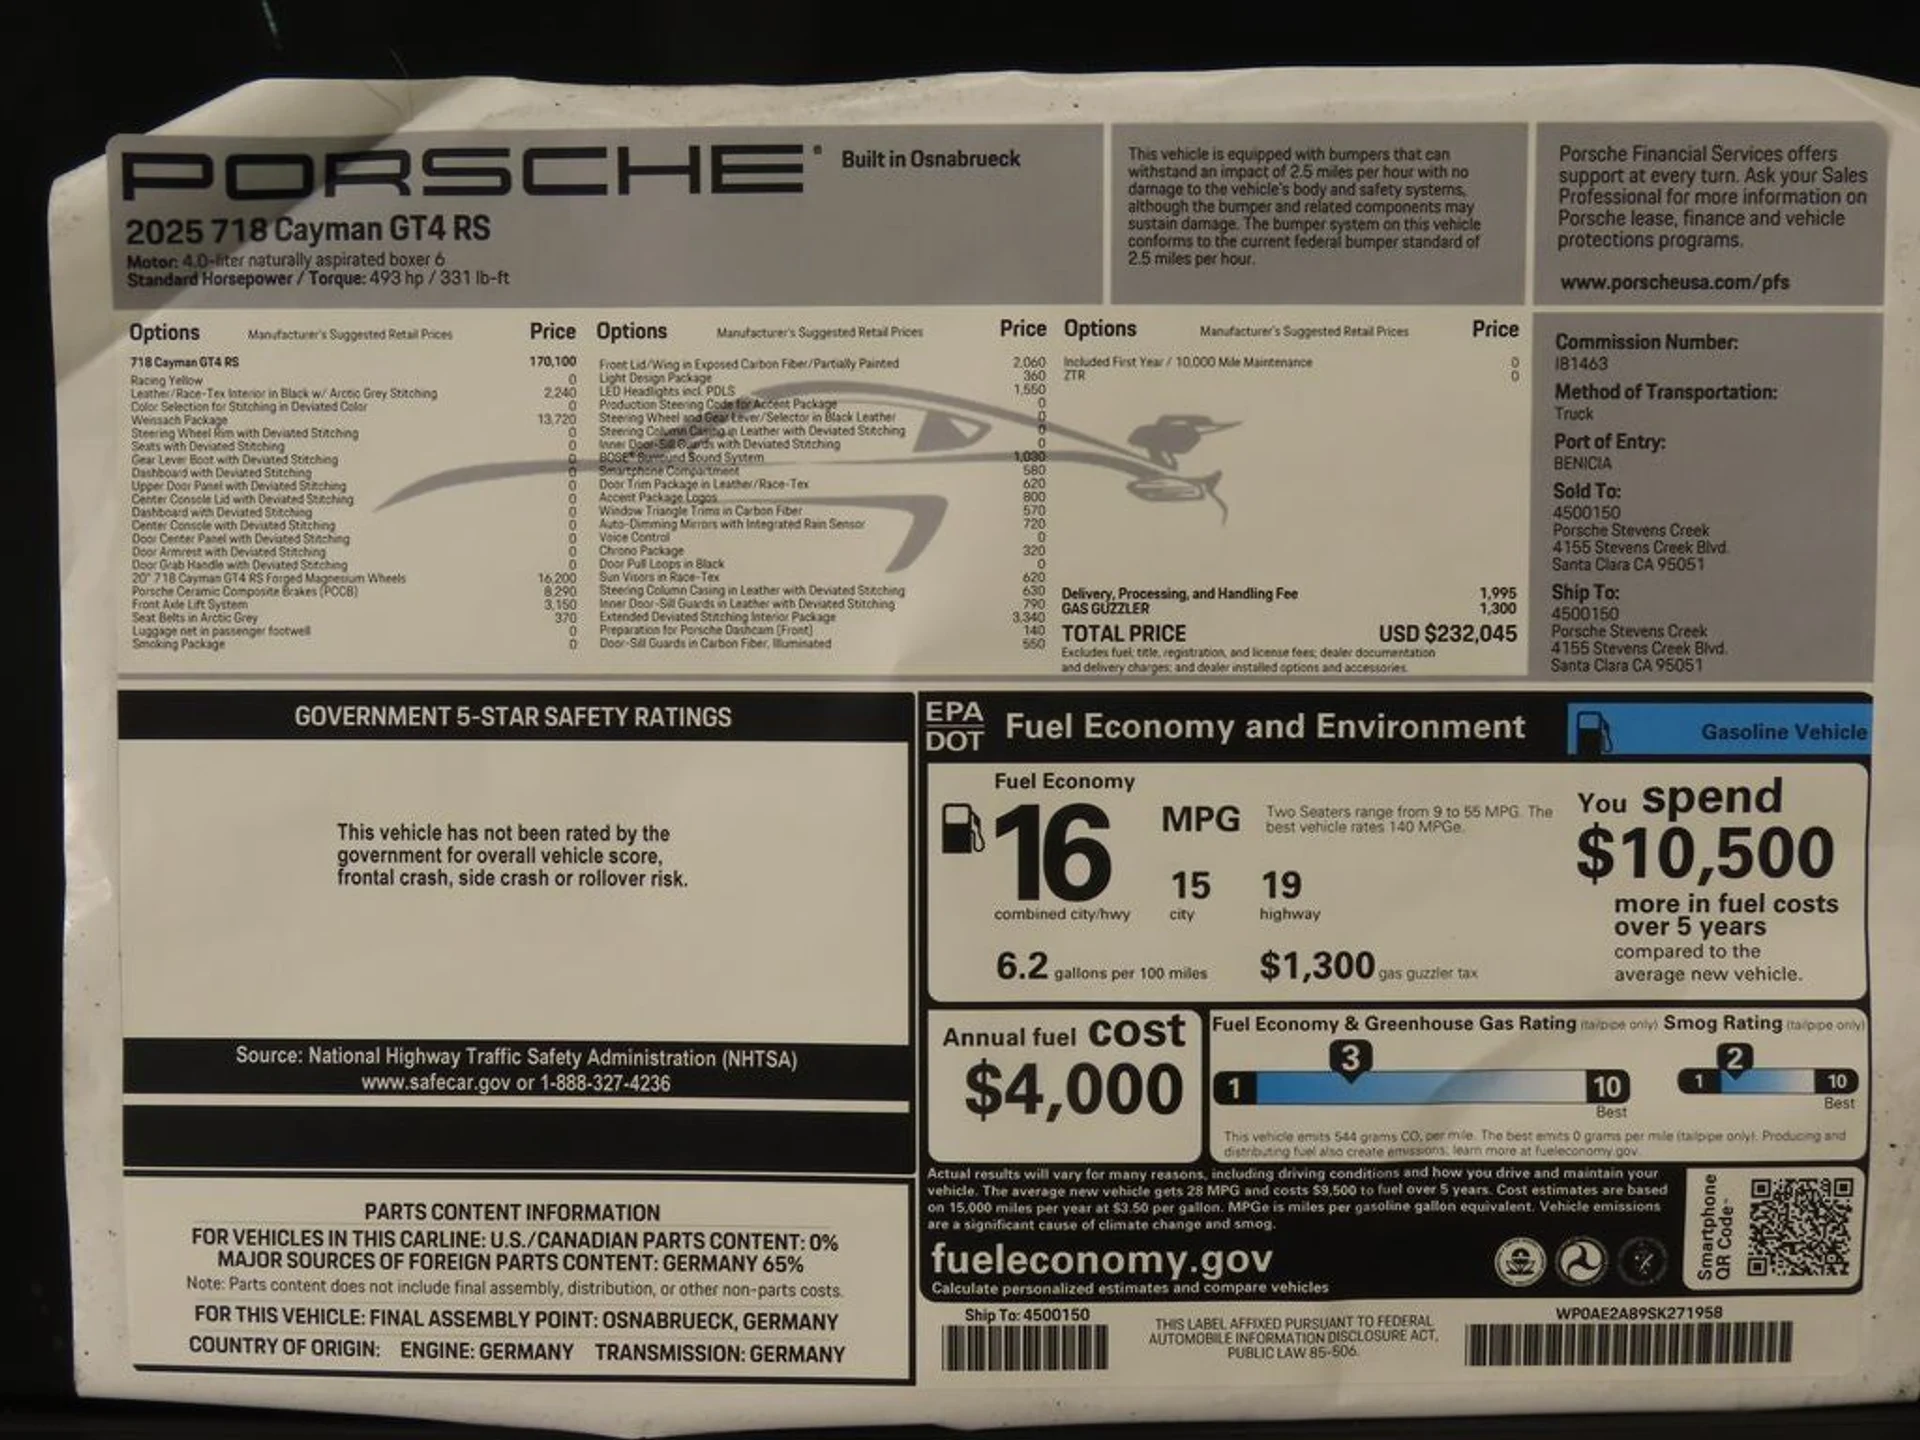 PORSCHE Built in Osnabrueck
2025 718 Cayman GT4 RS
Motor: 4.0-liter naturally aspirated boxer 6
Standard Horsepower / Torque: 493 hp / 331 lb-ft
This vehicle is equipped with bumpers that can
withstand an impact of 2.5 miles per hour with no
damage to the vehicle's body and safety systems,
although the bumper and related components may
sustain damage. The bumper system on this vehicle
conforms to the current federal bumper standard of
2.5 miles per hour.
Porsche Financial Services offers
support at every turn. Ask your Sales
Professional for more information on
Porsche lease, finance and vehicle
protections programs.
www.porscheusa.com/pfs
Options Manufacturer's Suggested Retail Prices Price
718 Cayman GT4 RS 170,100
Racing Yellow 0
Leather/Race-Tex Interior in Black w/ Arctic Grey Stitching 2,240
Color Selection for Stitching in Deviated Color 0
Weissach Package 13,720
Steering Wheel Rim with Deviated Stitching 0
Seats with Deviated Stitching 0
Gear Lever Boot with Deviated Stitching 0
Dashboard with Deviated Stitching 0
Upper Door Panel with Deviated Stitching 0
Center Console Lid with Deviated Stitching 0
Dashboard with Deviated Stitching 0
Center Console with Deviated Stitching 0
Door Center Panel with Deviated Stitching 0
Door Armrest with Deviated Stitching 0
Door Grab Handle with Deviated Stitching 0
20" 718 Cayman GT4 RS Forged Magnesium Wheels 16,200
Porsche Ceramic Composite Brakes (PCCB) 8,290
Front Axle Lift System 3,150
Seat Belts in Arctic Grey 370
Luggage net in passenger footwell 0
Smoking Package 0
Options Manufacturer's Suggested Retail Prices Price
Front Lid/Wing in Exposed Carbon Fiber/Partially Painted 2,060
Light Design Package 360
LED Headlights incl. PDLS 1,550
Production Steering Code for Accent Package 0
Steering Wheel and Gear Lever/Selector in Black Leather 0
Steering Column Casing in Leather with Deviated Stitching 0
Inner Door-Sill Guards with Deviated Stitching 0
BOSE® Surround Sound System 1,030
Smartphone Compartment 580
Door Trim Package in Leather/Race-Tex 620
Accent Package Logos 800
Window Triangle Trims in Carbon Fiber 570
Auto-Dimming Mirrors with Integrated Rain Sensor 720
Voice Control 0
Chrono Package 320
Door Pull Loops in Black 0
Sun Visors in Race-Tex 620
Steering Column Casing in Leather with Deviated Stitching 630
Inner Door-Sill Guards in Leather with Deviated Stitching 790
Extended Deviated Stitching Interior Package 3,340
Preparation for Porsche Dashcam (Front) 140
Door-Sill Guards in Carbon Fiber, Illuminated 550
Options Manufacturer's Suggested Retail Prices Price
Included First Year / 10,000 Mile Maintenance 0
ZTR 0
Delivery, Processing, and Handling Fee 1,995
GAS GUZZLER 1,300
TOTAL PRICE USD $232,045
Excludes fuel, title, registration, and license fees; dealer documentation
and delivery charges; and dealer installed options and accessories.
Commission Number:
I81463
Method of Transportation:
Truck
Port of Entry:
BENICIA
Sold To:
4500150
Porsche Stevens Creek
4155 Stevens Creek Blvd.
Santa Clara CA 95051
Ship To:
4500150
Porsche Stevens Creek
4155 Stevens Creek Blvd.
Santa Clara CA 95051
GOVERNMENT 5-STAR SAFETY RATINGS
This vehicle has not been rated by the
government for overall vehicle score,
frontal crash, side crash or rollover risk.
Source: National Highway Traffic Safety Administration (NHTSA)
www.safecar.gov or 1-888-327-4236
PARTS CONTENT INFORMATION
FOR VEHICLES IN THIS CARLINE: U.S./CANADIAN PARTS CONTENT: 0%
MAJOR SOURCES OF FOREIGN PARTS CONTENT: GERMANY 65%
Note: Parts content does not include final assembly, distribution, or other non-parts costs.
FOR THIS VEHICLE: FINAL ASSEMBLY POINT: OSNABRUECK, GERMANY
COUNTRY OF ORIGIN: ENGINE: GERMANY TRANSMISSION: GERMANY
EPA
DOT
Fuel Economy and Environment
Gasoline Vehicle
Fuel Economy
16 MPG
combined city/hwy
15
city
19
highway
Two Seaters range from 9 to 55 MPG. The
best vehicle rates 140 MPGe.
6.2 gallons per 100 miles
$1,300 gas guzzler tax
You spend
$10,500
more in fuel costs
over 5 years
compared to the
average new vehicle.
Annual fuel cost
$4,000
Fuel Economy & Greenhouse Gas Rating (tailpipe only)
3
1 10
Best
Smog Rating (tailpipe only)
2
1 10
Best
This vehicle emits 544 grams CO₂ per mile. The best emits 0 grams per mile (tailpipe only). Producing and
distributing fuel also create emissions; learn more at fueleconomy.gov.
Actual results will vary for many reasons, including driving conditions and how you drive and maintain your
vehicle. The average new vehicle gets 28 MPG and costs $9,500 to fuel over 5 years. Cost estimates are based
on 15,000 miles per year at $3.50 per gallon. MPGe is miles per gasoline gallon equivalent. Vehicle emissions
are a significant cause of climate change and smog.
fueleconomy.gov
Calculate personalized estimates and compare vehicles
Smartphone
QR Code™
Ship To: 4500150
THIS LABEL AFFIXED PURSUANT TO FEDERAL
AUTOMOBILE INFORMATION DISCLOSURE ACT,
PUBLIC LAW 85-506.
WP0AE2A89SK271958